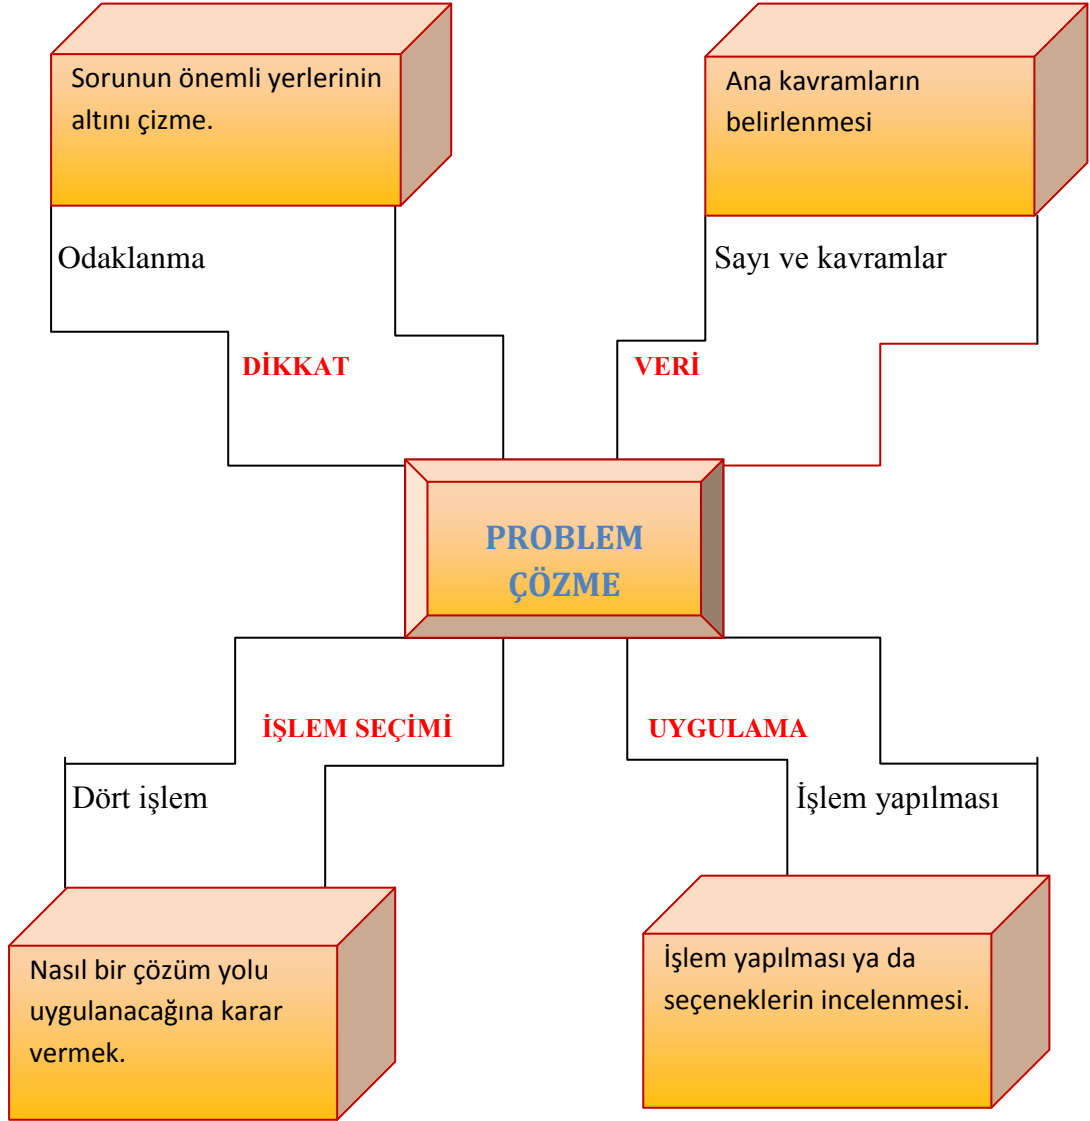 Sorunun önemli yerlerinin
altını çizme.
Ana kavramların
belirlenmesi
Odaklanma
Sayı ve kavramlar
DİKKAT
VERİ
PROBLEM
ÇÖZME
İŞLEM SEÇİMİ
UYGULAMA
Dört işlem
İşlem yapılması
Nasıl bir çözüm yolu
uygulanacağına karar
vermek.
İşlem yapılması ya da
seçeneklerin incelenmesi.